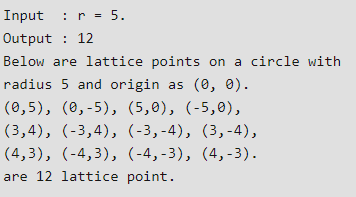 Input  : r = 5.
Output : 12
Below are lattice points on a circle with
radius 5 and origin as (0, 0).
(0,5), (0,-5), (5,0), (-5,0),
(3,4), (-3,4), (-3,-4), (3,-4),
(4,3), (-4,3), (-4,-3), (4,-3).
are 12 lattice point.